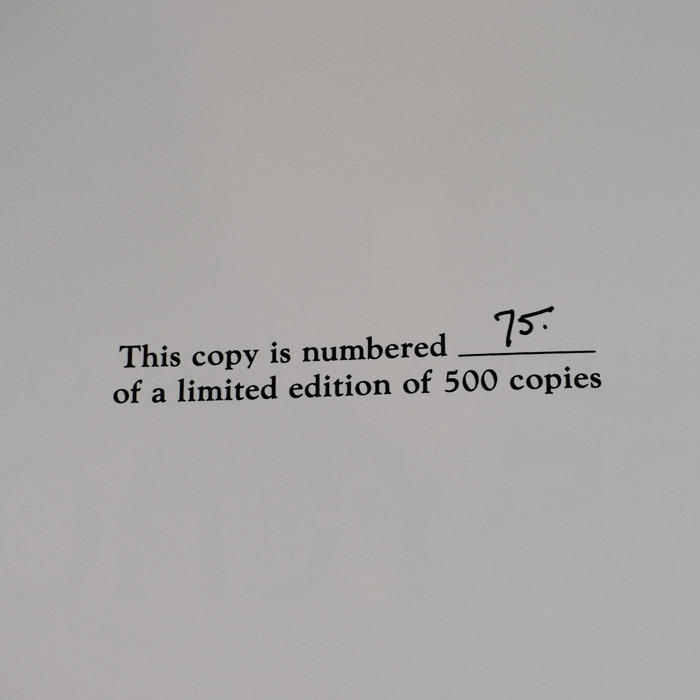 This copy is numbered 75.
of a limited edition of 500 copies